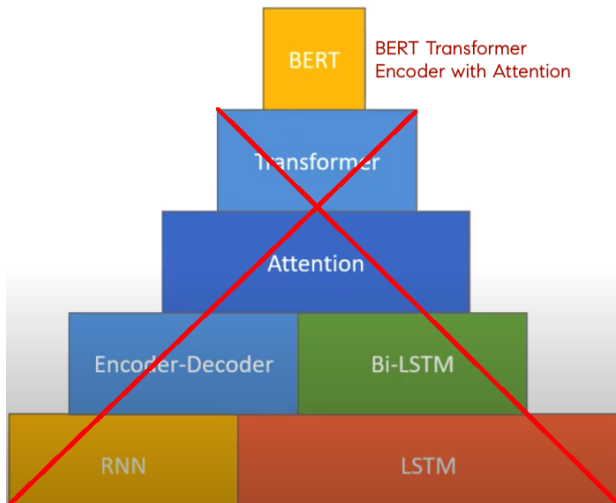 BERT
BERT Transformer
Encoder with Attention
Transformer
Attention
Encoder-Decoder
Bi-LSTM
RNN
LSTM